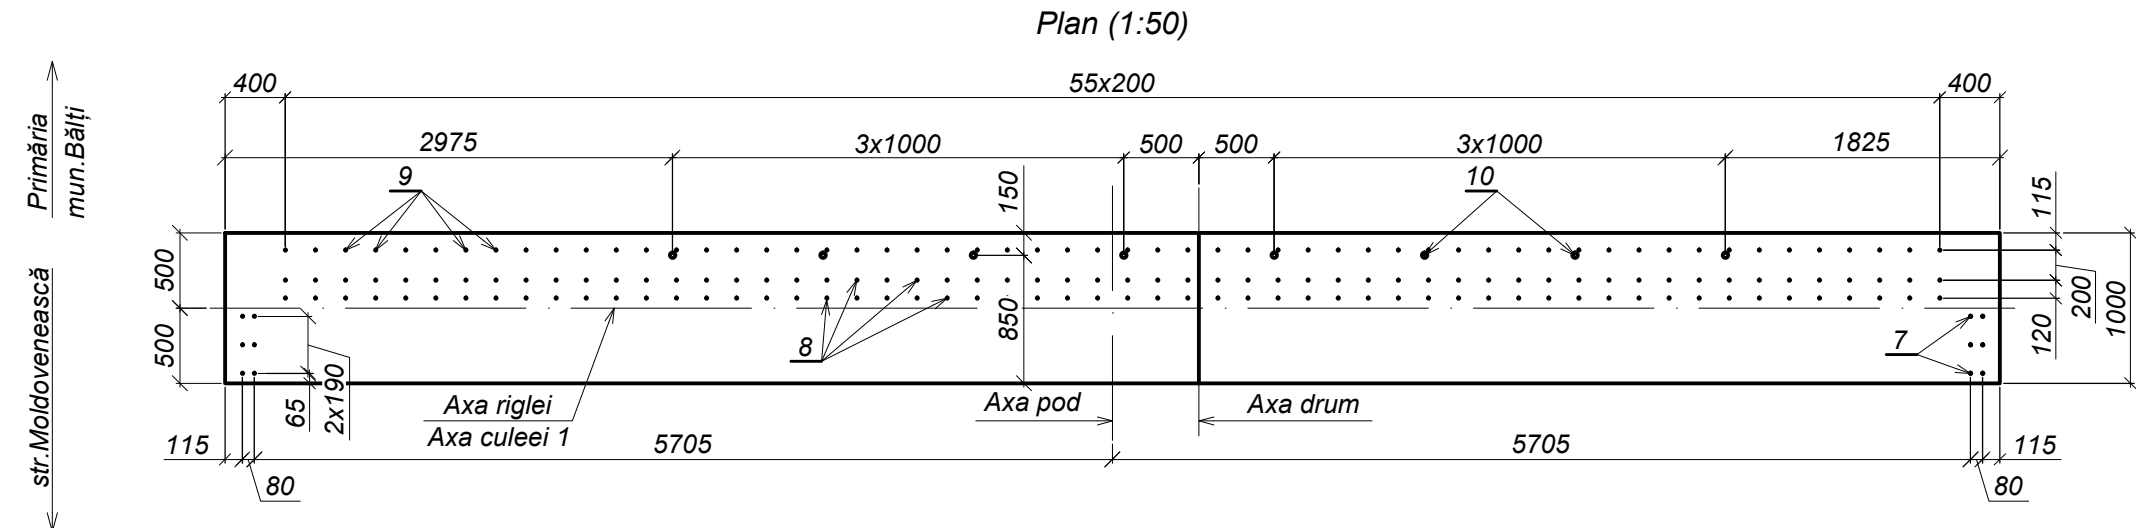 Plan (1:50)
Primăria
mun.Bălți
str.Moldovenească
400
55x200
400
2975
3x1000
500
500
3x1000
1825
9
150
10
115
500
500
850
8
7
200
120
1000
65
2x190
Axa riglei
Axa culeei 1
Axa pod
Axa drum
115
5705
5705
115
80
80